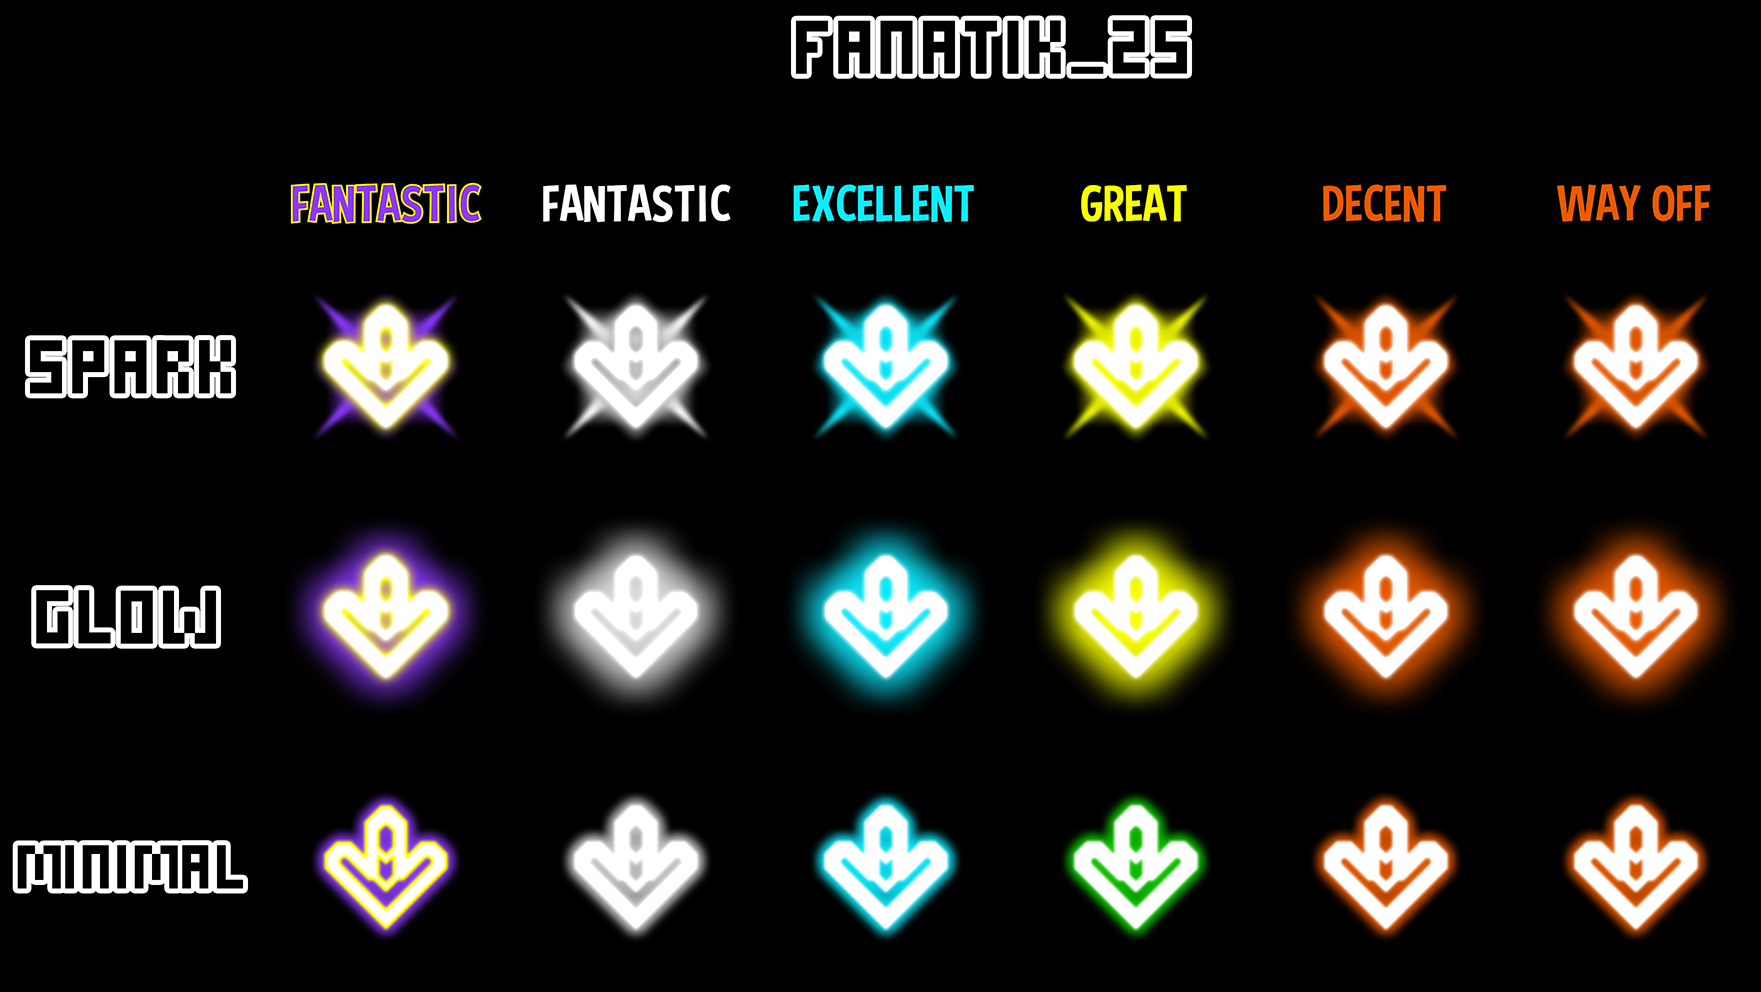 FANATIK_25
FANTASTIC FANTASTIC EXCELLENT GREAT DECENT WAY OFF
SPARK
GLOW
MINIMAL